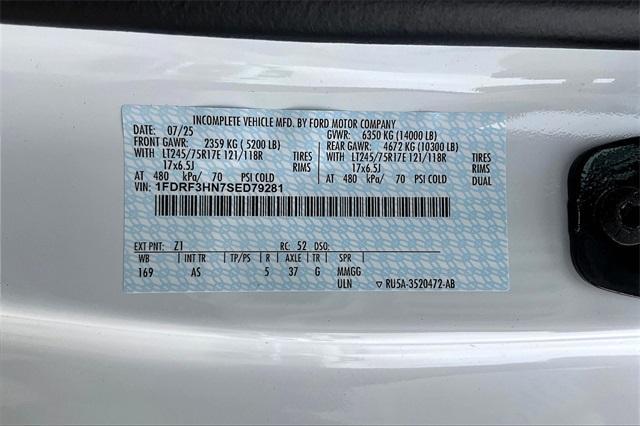 INCOMPLETE VEHICLE MFD. BY FORD MOTOR COMPANY
DATE: 07/25 GVWR: 6350 KG (14000 LB)
FRONT GAWR: 2359 KG ( 5200 LB) REAR GAWR: 4672 KG (10300 LB)
WITH LT245/75R17E 121/118R TIRES WITH LT245/75R17E 121/118R TIRES
17x6.5J RIMS 17x6.5J RIMS
AT 480 kPa/ 70 PSI COLD AT 480 kPa/ 70 PSI COLD
VIN: 1FDRF3HN7SED79281
EXT PNT: Z1 RC: 52 DSO:
WB INT TR TP/PS R AXLE TR SPR
169 AS 5 37 G MMGG
ULN ▽ RU5A-3520472-AB